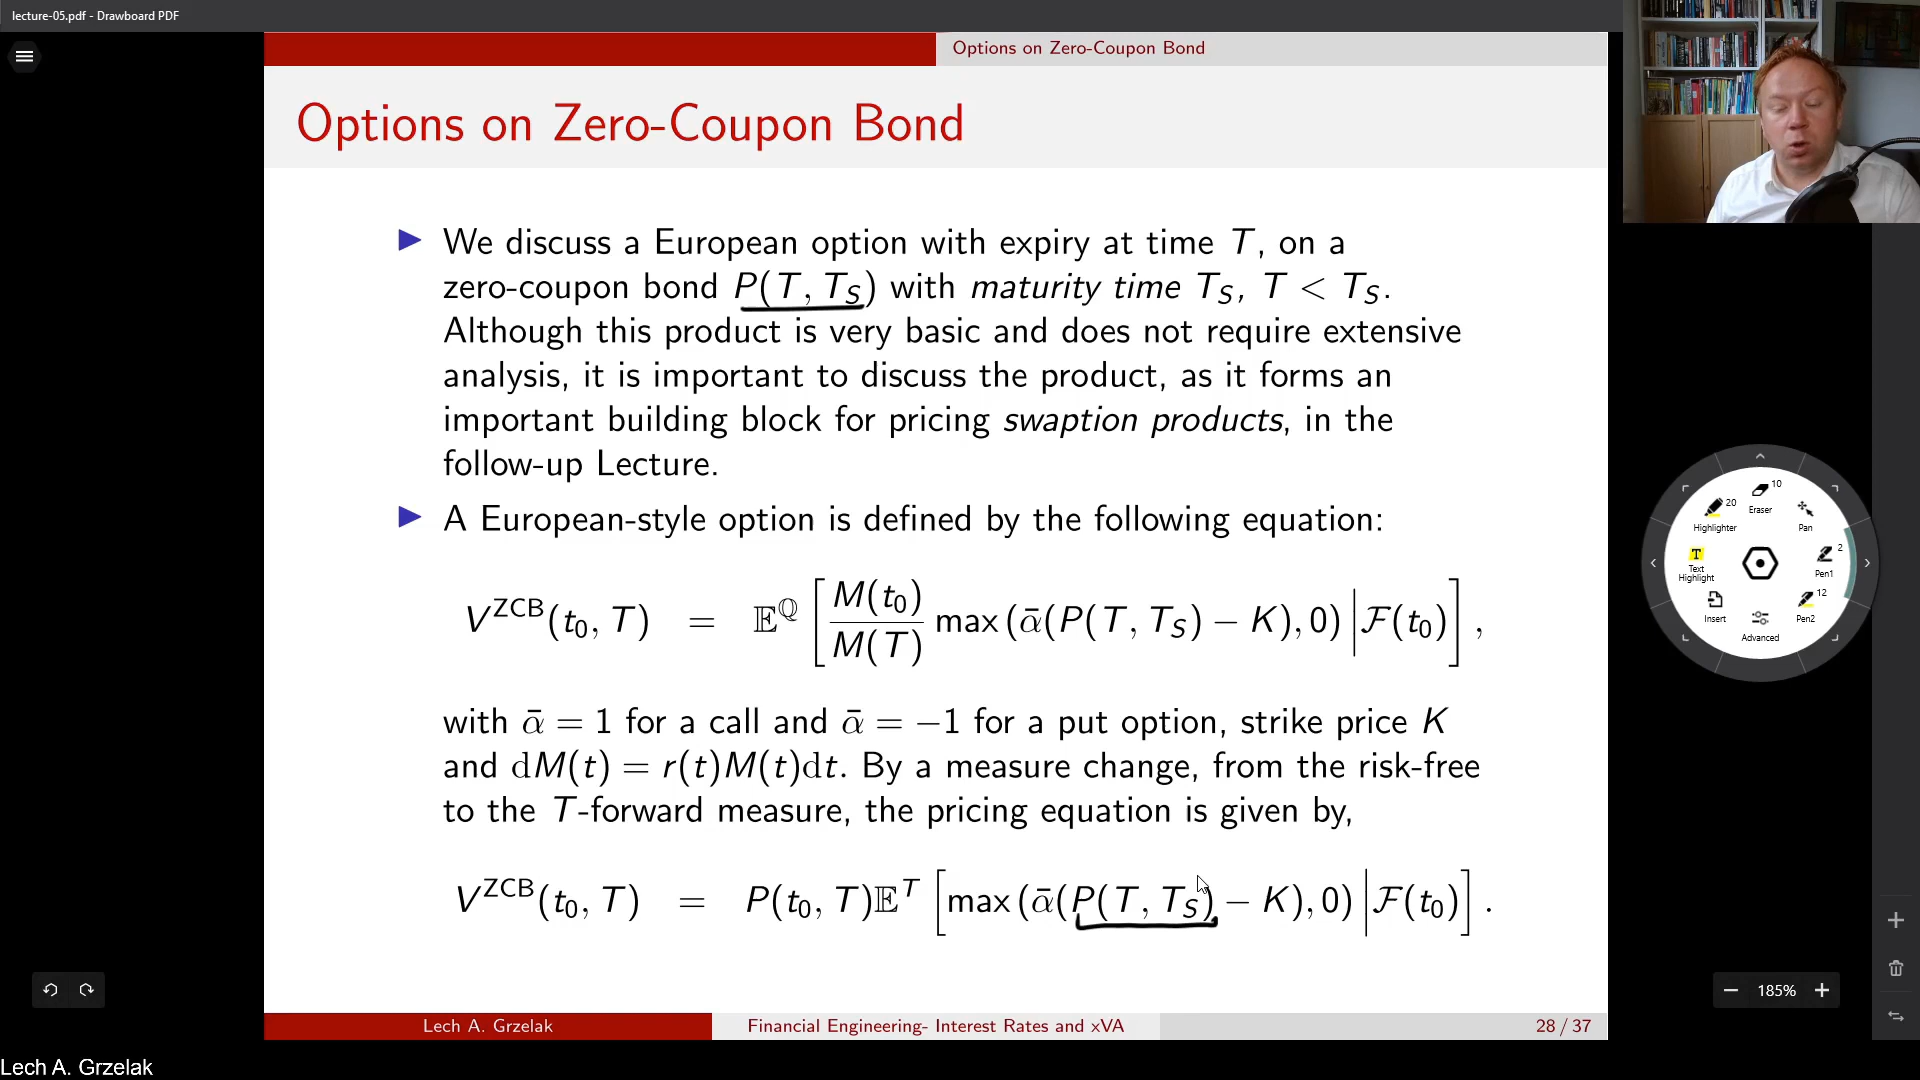 lecture-05.pdf - Drawboard PDF
Options on Zero-Coupon Bond
Options on Zero-Coupon Bond
▶ We discuss a European option with expiry at time T, on a
zero-coupon bond P(T, T_S) with maturity time T_S, T < T_S.
Although this product is very basic and does not require extensive
analysis, it is important to discuss the product, as it forms an
important building block for pricing swaption products, in the
follow-up Lecture.
▶ A European-style option is defined by the following equation:
V^ZCB(t_0, T) = 𝔼^ℚ [ M(t_0)/M(T) max (ᾱ(P(T, T_S) − K), 0) | ℱ(t_0) ] ,
with ᾱ = 1 for a call and ᾱ = −1 for a put option, strike price K
and dM(t) = r(t)M(t)dt. By a measure change, from the risk-free
to the T-forward measure, the pricing equation is given by,
V^ZCB(t_0, T) = P(t_0, T)𝔼^T [ max (ᾱ(P(T, T_S) − K), 0) | ℱ(t_0) ] .
Lech A. Grzelak
Financial Engineering- Interest Rates and xVA
28 / 37
10
Eraser
20
Highlighter
Pan
T
Text
Highlight
2
Pen1
Insert
12
Pen2
Advanced
185%
Lech A. Grzelak